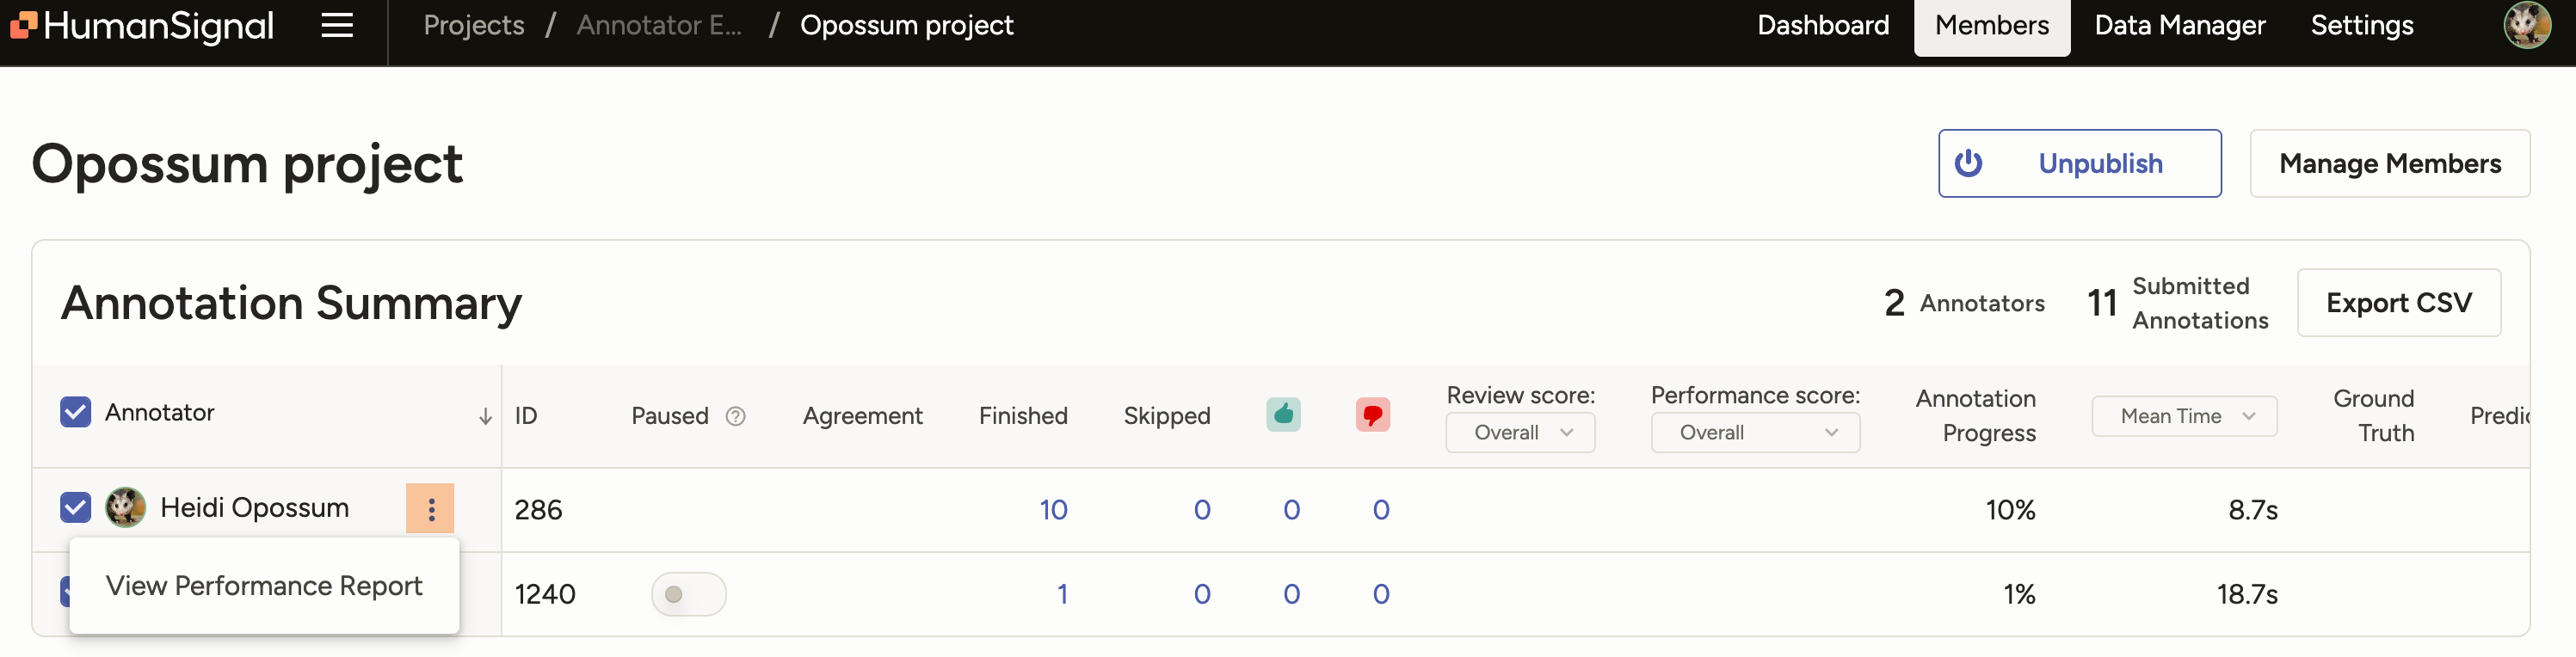 HumanSignal
Projects / Annotator E... / Opossum project
Dashboard
Members
Data Manager
Settings
Opossum project
Unpublish
Manage Members
Annotation Summary
2 Annotators
11 Submitted
Annotations
Export CSV
Annotator
ID
Paused
Agreement
Finished
Skipped
Review score:
Overall
Performance score:
Overall
Annotation
Progress
Mean Time
Ground
Truth
Predic
Heidi Opossum
286
10
0
0
0
10%
8.7s
View Performance Report
1240
1
0
0
0
1%
18.7s